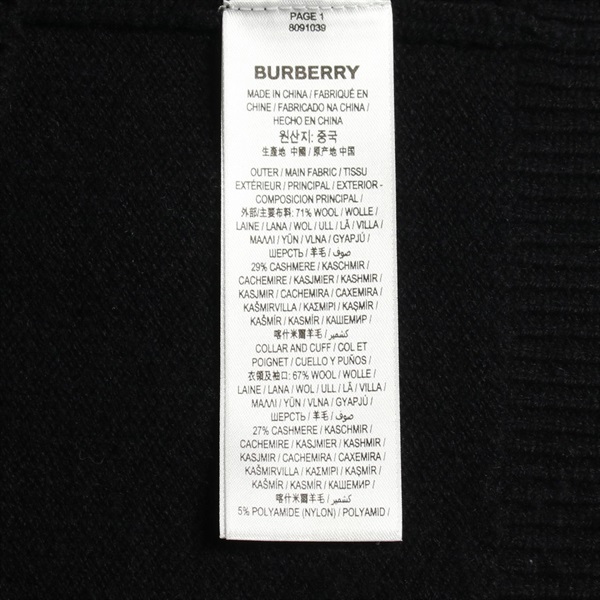 PAGE 1
8091039
BURBERRY
MADE IN CHINA / FABRIQUÉ EN
CHINE / FABRICADO NA CHINA /
HECHO EN CHINA
원산지: 중국
生產地 中國 / 原产地 中国
OUTER / MAIN FABRIC / TISSU
EXTÉRIEUR / PRINCIPAL / EXTERIOR -
COMPOSICION PRINCIPAL /
外部/主要布料: 71% WOOL / WOLLE /
LAINE / LANA / WOL / ULL / LÃ / VILLA /
ΜΑΛΛΙ / YÜN / VLNA / GYAPJÚ /
ШЕРСТЬ / 羊毛 / صوف /
29% CASHMERE / KASCHMIR /
CACHEMIRE / KASJMIER / KASHMIR /
KASJMIR / CACHEMIRA / CAXEMIRA /
KAŠMIRVILLA / ΚΑΣΜΙΡΙ / KAŞMİR /
KAŠMÍR / KASMÍR / КАШЕМИР /
喀什米爾羊毛 / كشمير /
COLLAR AND CUFF / COL ET
POIGNET / CUELLO Y PUÑOS /
衣領及袖口: 67% WOOL / WOLLE /
LAINE / LANA / WOL / ULL / LÃ / VILLA /
ΜΑΛΛΙ / YÜN / VLNA / GYAPJÚ /
ШЕРСТЬ / 羊毛 / صوف /
27% CASHMERE / KASCHMIR /
CACHEMIRE / KASJMIER / KASHMIR /
KASJMIR / CACHEMIRA / CAXEMIRA /
KAŠMIRVILLA / ΚΑΣΜΙΡΙ / KAŞMİR /
KAŠMÍR / KASMÍR / КАШЕМИР /
喀什米爾羊毛 / كشمير /
5% POLYAMIDE (NYLON) / POLYAMID /